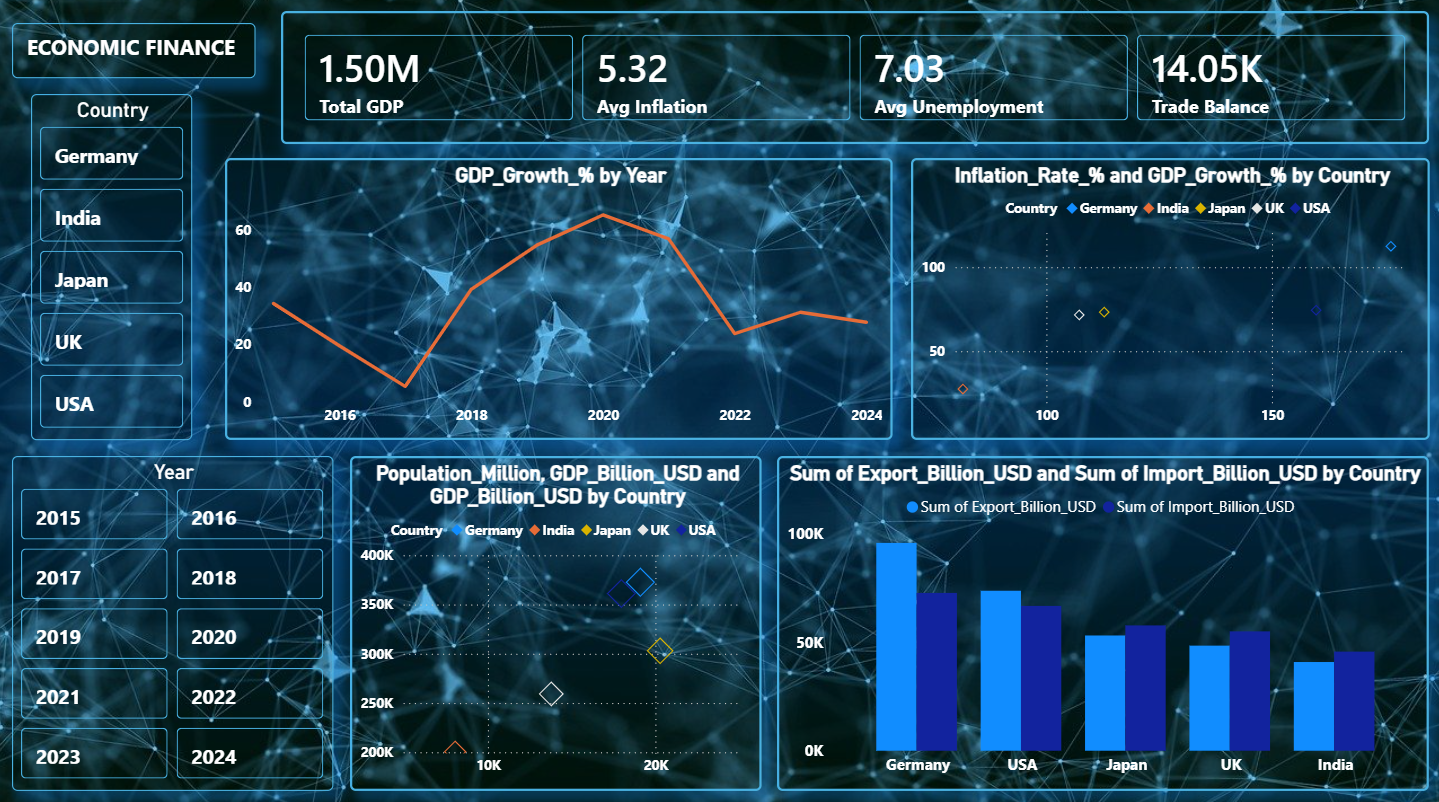 ECONOMIC FINANCE
1.50M
Total GDP
5.32
Avg Inflation
7.03
Avg Unemployment
14.05K
Trade Balance
Country
Germany
India
Japan
UK
USA
GDP_Growth_% by Year
60
40
20
0
2016 2018 2020 2022 2024
Inflation_Rate_% and GDP_Growth_% by Country
Country Germany India Japan UK USA
100
50
100 150
Year
2015 2016
2017 2018
2019 2020
2021 2022
2023 2024
Population_Million, GDP_Billion_USD and
GDP_Billion_USD by Country
Country Germany India Japan UK USA
400K
350K
300K
250K
200K
10K 20K
Sum of Export_Billion_USD and Sum of Import_Billion_USD by Country
Sum of Export_Billion_USD Sum of Import_Billion_USD
100K
50K
0K
Germany USA Japan UK India